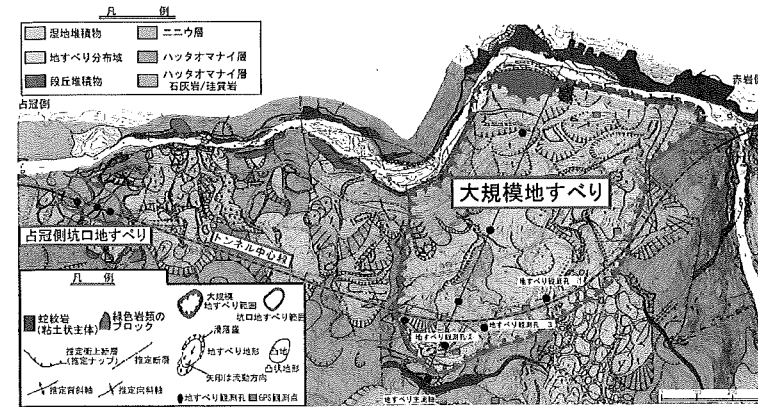 凡 例
湿地堆積物
ニニウ層
地すべり分布域
ハッタオマナイ層
段丘堆積物
ハッタオマナイ層
石灰岩/珪質岩
占冠側
赤岩側
大規模地すべり
占冠側坑口地すべり
トンネル中心線
地すべり観測孔 1
地すべり観測孔 3
地すべり観測孔 2
地すべり主測線
凡 例
蛇紋岩
(粘土状主体)
緑色岩類の
ブロック
大規模
地すべり範囲
坑口地すべり範囲
滑落崖
地すべり地形
凸地
凸状地形
矢印は流動方向
推定衝上断層
(推定ナップ)
推定断層
推定背斜軸
推定向斜軸
地すべり観測孔
GPS観測点